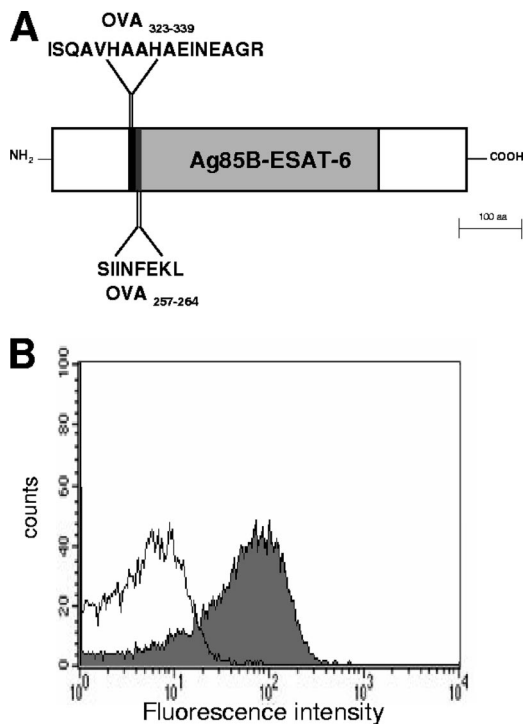 A
OVA 323-339
ISQAVHAAHAEINEAGR
NH2
Ag85B-ESAT-6
COOH
100 aa
SIINFEKL
OVA 257-264
B
100
80
60
40
20
0
counts
10^0 10^1 10^2 10^3 10^4
Fluorescence intensity